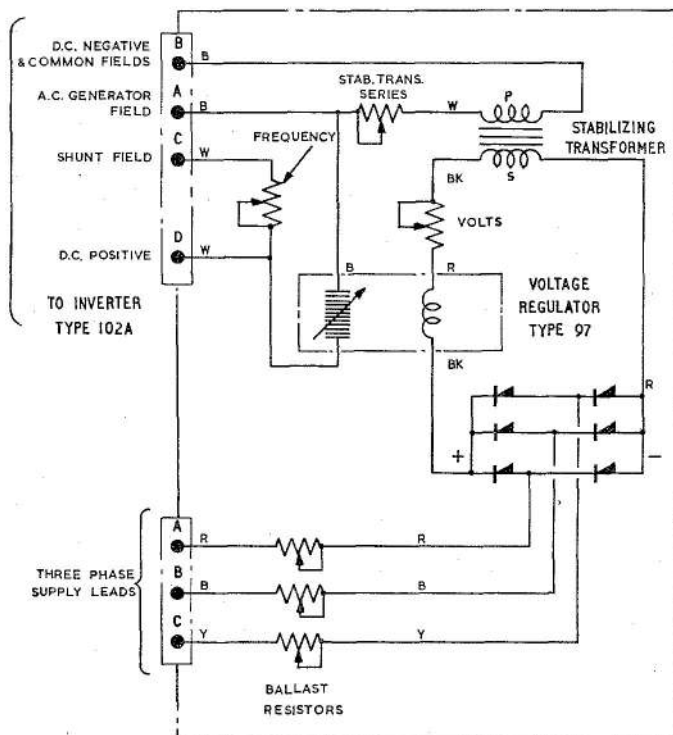 D.C. NEGATIVE
& COMMON FIELDS
B
B
A.C. GENERATOR
FIELD
A
B
STAB. TRANS.
SERIES
W
P
S
STABILIZING
TRANSFORMER
SHUNT FIELD
C
W
FREQUENCY
BK
VOLTS
D.C. POSITIVE
D
W
B
R
VOLTAGE
REGULATOR
TYPE 97
TO INVERTER
TYPE 102A
BK
R
+
−
THREE PHASE
SUPPLY LEADS
A
R
R
B
B
B
C
Y
Y
BALLAST
RESISTORS